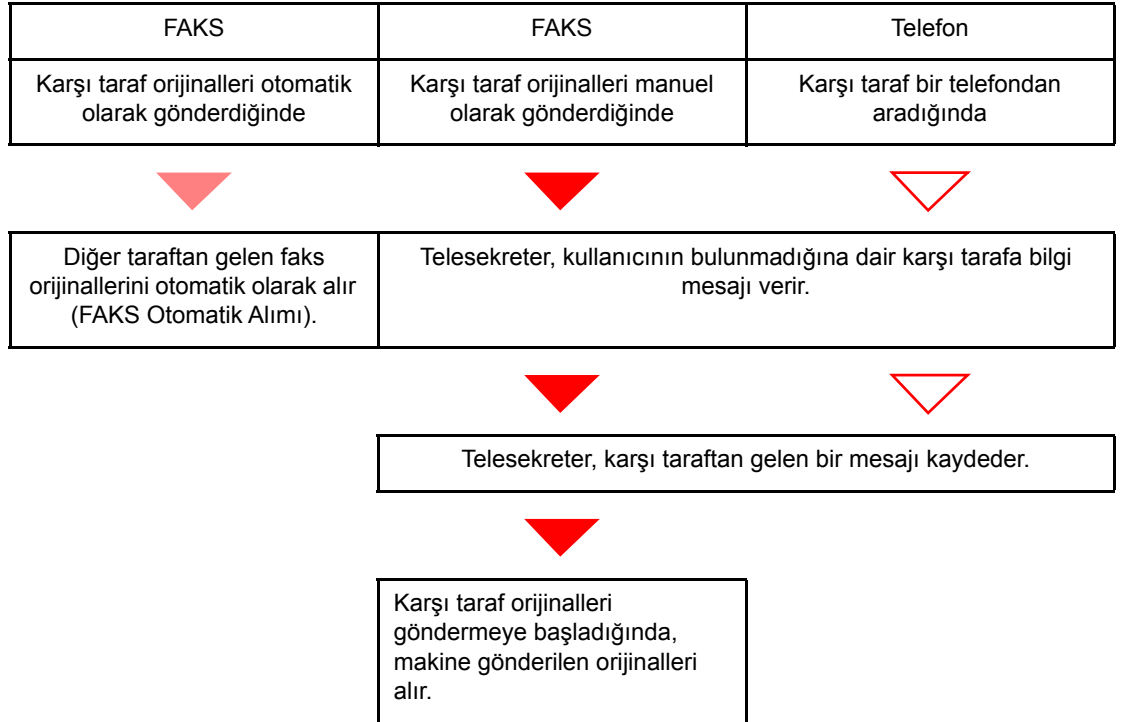 FAKS
FAKS
Telefon
Karşı taraf orijinalleri otomatik
olarak gönderdiğinde
Karşı taraf orijinalleri manuel
olarak gönderdiğinde
Karşı taraf bir telefondan
aradığında
Diğer taraftan gelen faks
orijinallerini otomatik olarak alır
(FAKS Otomatik Alımı).
Telesekreter, kullanıcının bulunmadığına dair karşı tarafa bilgi
mesajı verir.
Telesekreter, karşı taraftan gelen bir mesajı kaydeder.
Karşı taraf orijinalleri
göndermeye başladığında,
makine gönderilen orijinalleri
alır.